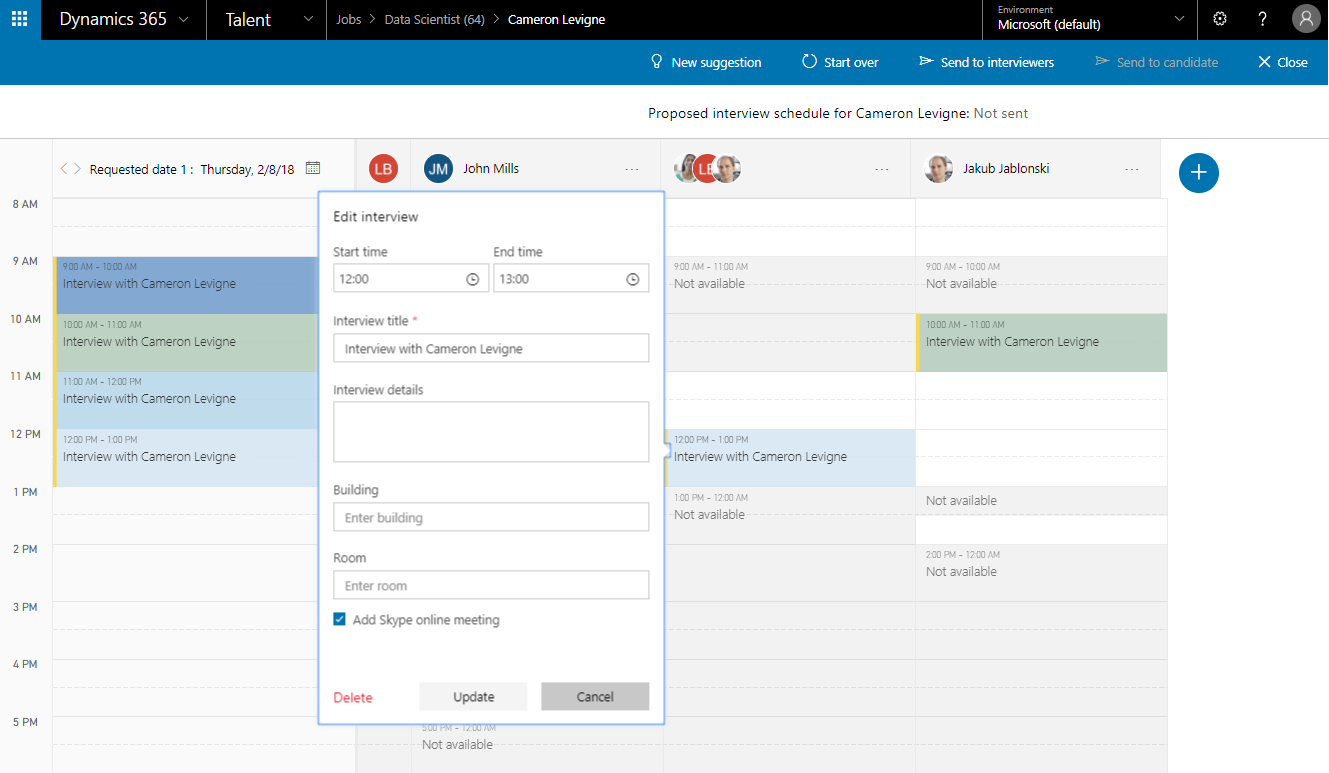 Dynamics 365 Talent Jobs > Data Scientist (64) > Cameron Levigne Environment
Microsoft (default) ?
New suggestion Start over Send to interviewers Send to candidate Close
Proposed interview schedule for Cameron Levigne: Not sent
Requested date 1 : Thursday, 2/8/18 LB JM John Mills ... ... Jakub Jablonski ...
8 AM
9 AM
10 AM
11 AM
12 PM
1 PM
2 PM
3 PM
4 PM
5 PM
9:00 AM – 10:00 AM
Interview with Cameron Levigne
10:00 AM – 11:00 AM
Interview with Cameron Levigne
11:00 AM – 12:00 PM
Interview with Cameron Levigne
12:00 PM – 1:00 PM
Interview with Cameron Levigne
Edit interview
Start time End time
12:00 13:00
Interview title *
Interview with Cameron Levigne
Interview details
Building
Enter building
Room
Enter room
Add Skype online meeting
Delete Update Cancel
5:00 PM – 12:00 AM
Not available
9:00 AM – 11:00 AM
Not available
12:00 PM – 1:00 PM
Interview with Cameron Levigne
1:00 PM – 12:00 AM
Not available
9:00 AM – 10:00 AM
Not available
10:00 AM – 11:00 AM
Interview with Cameron Levigne
Not available
2:00 PM – 12:00 AM
Not available